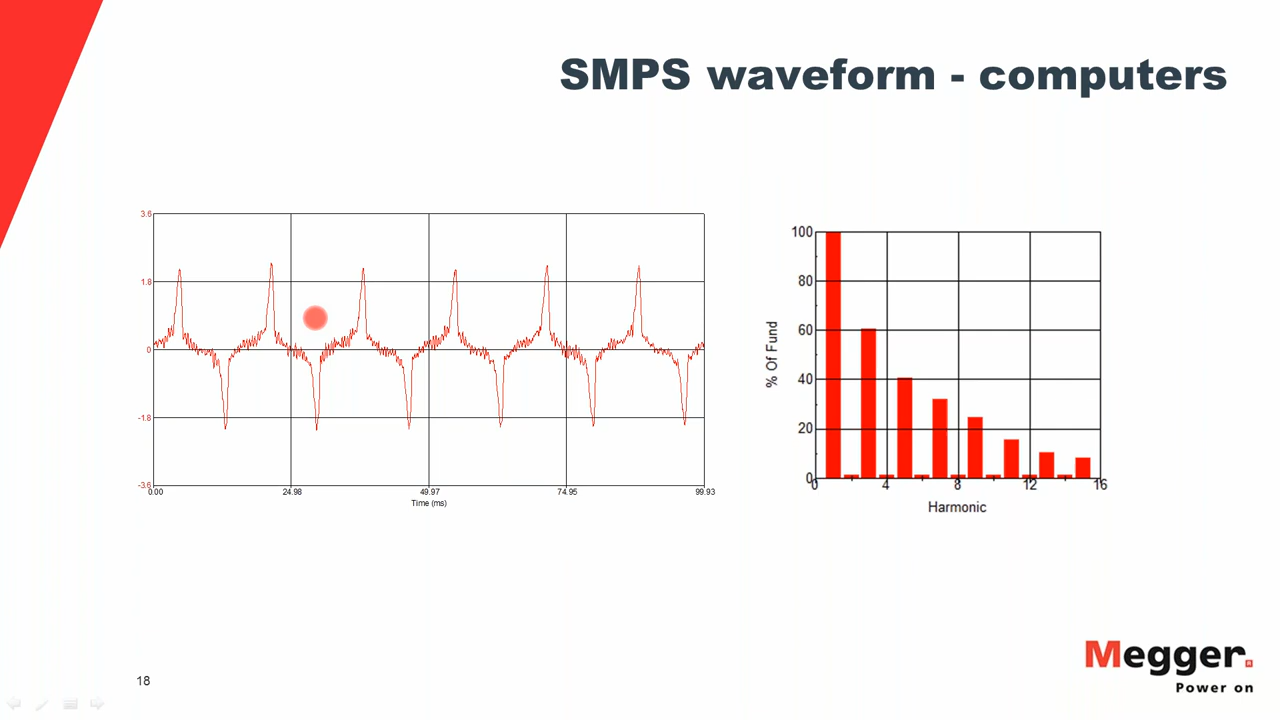 SMPS waveform - computers
3.6
1.8
0
-1.8
-3.6
0.00 24.98 49.97 74.95 99.93
Time (ms)
100
80
60
40
20
0
0 4 8 12 16
% Of Fund
Harmonic
18
Megger.
Power on